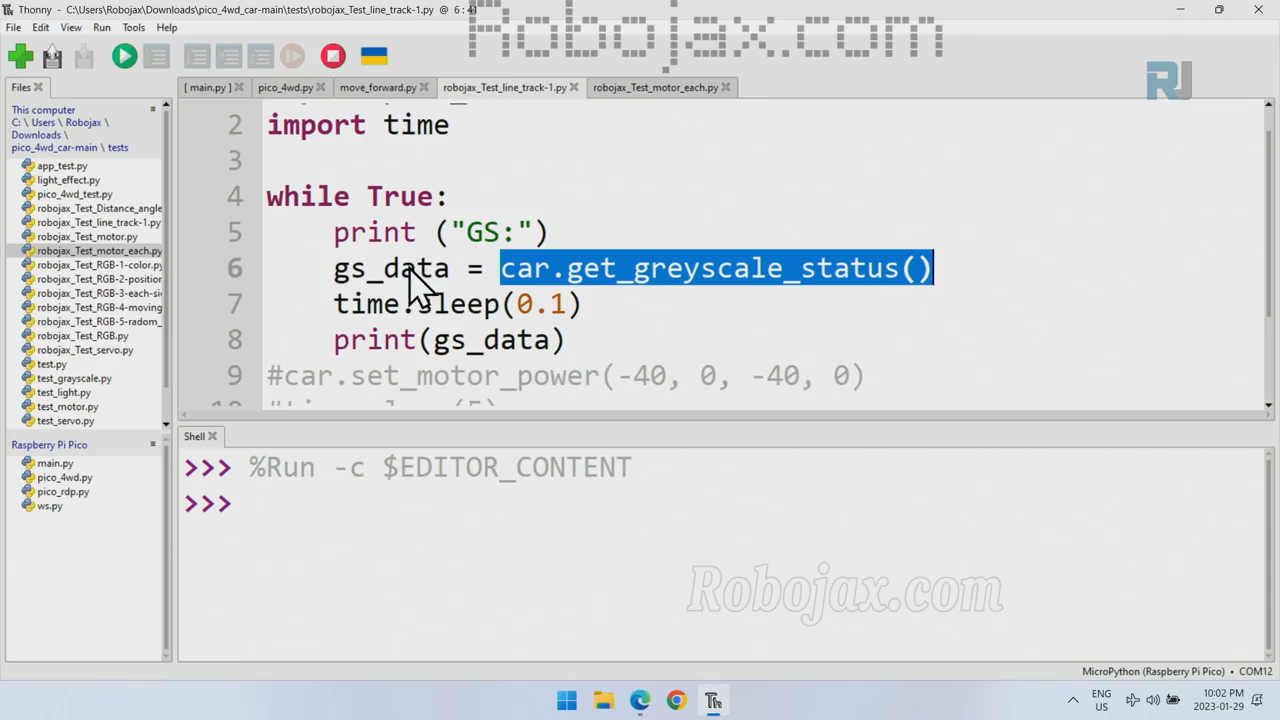 Thonny - C:\Users\Robojax\Downloads\pico_4wd_car-main\tests\robojax_Test_line_track-1.py @ 6 : 4
Robojax.com
File Edit View Run Tools Help
RJ
Files
[ main.py ] pico_4wd.py move_forward.py robojax_Test_line_track-1.py robojax_Test_motor_each.py
This computer
C: \ Users \ Robojax \
Downloads \
pico_4wd_car-main \ tests
app_test.py
light_effect.py
pico_4wd_test.py
robojax_Test_Distance_angle
robojax_Test_line_track-1.py
robojax_Test_motor.py
robojax_Test_motor_each.py
robojax_Test_RGB-1-color.py
robojax_Test_RGB-2-position
robojax_Test_RGB-3-each-sid
robojax_Test_RGB-4-moving
robojax_Test_RGB-5-radom_
robojax_Test_RGB.py
robojax_Test_servo.py
test.py
test_grayscale.py
test_light.py
test_motor.py
test_servo.py
Raspberry Pi Pico
main.py
pico_4wd.py
pico_rdp.py
ws.py
2 import time
3
4 while True:
5 print ("GS:")
6 gs_data = car.get_greyscale_status()
7 time.sleep(0.1)
8 print(gs_data)
9 #car.set_motor_power(-40, 0, -40, 0)
Shell
>>> %Run -c $EDITOR_CONTENT
>>>
Robojax.com
MicroPython (Raspberry Pi Pico) • COM12
ENG
US
10:02 PM
2023-01-29